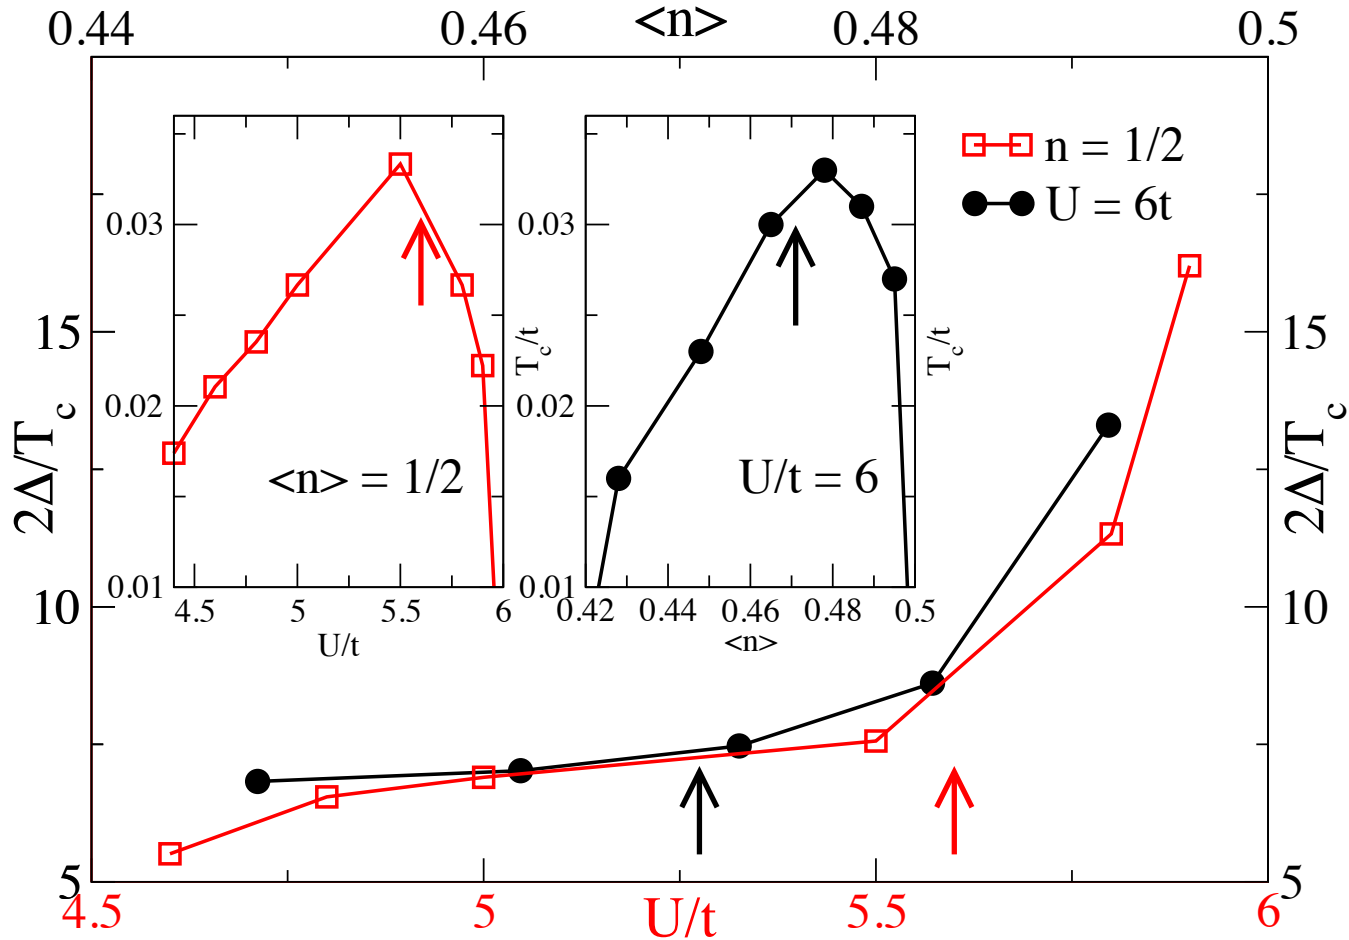 <n>
0.44 0.46 0.48 0.5
n = 1/2
U = 6t
2Δ/T_c
15
10
5
2Δ/T_c
15
10
5
4.5 5 5.5 6
U/t
0.03
0.02
0.01
<n> = 1/2
4.5 5 5.5 6
U/t
T_c/t
0.03
0.02
0.01
U/t = 6
0.42 0.44 0.46 0.48 0.5
<n>
T_c/t